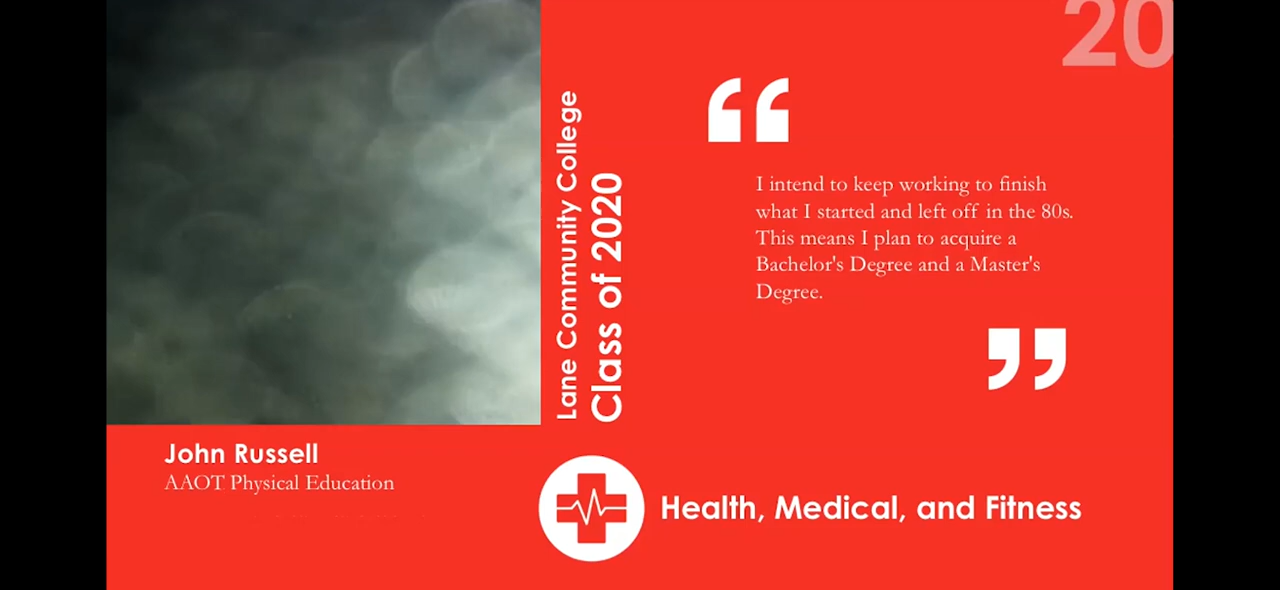 20
Lane Community College
Class of 2020
“
I intend to keep working to finish
what I started and left off in the 80s.
This means I plan to acquire a
Bachelor's Degree and a Master's
Degree.
”
John Russell
AAOT Physical Education
Health, Medical, and Fitness